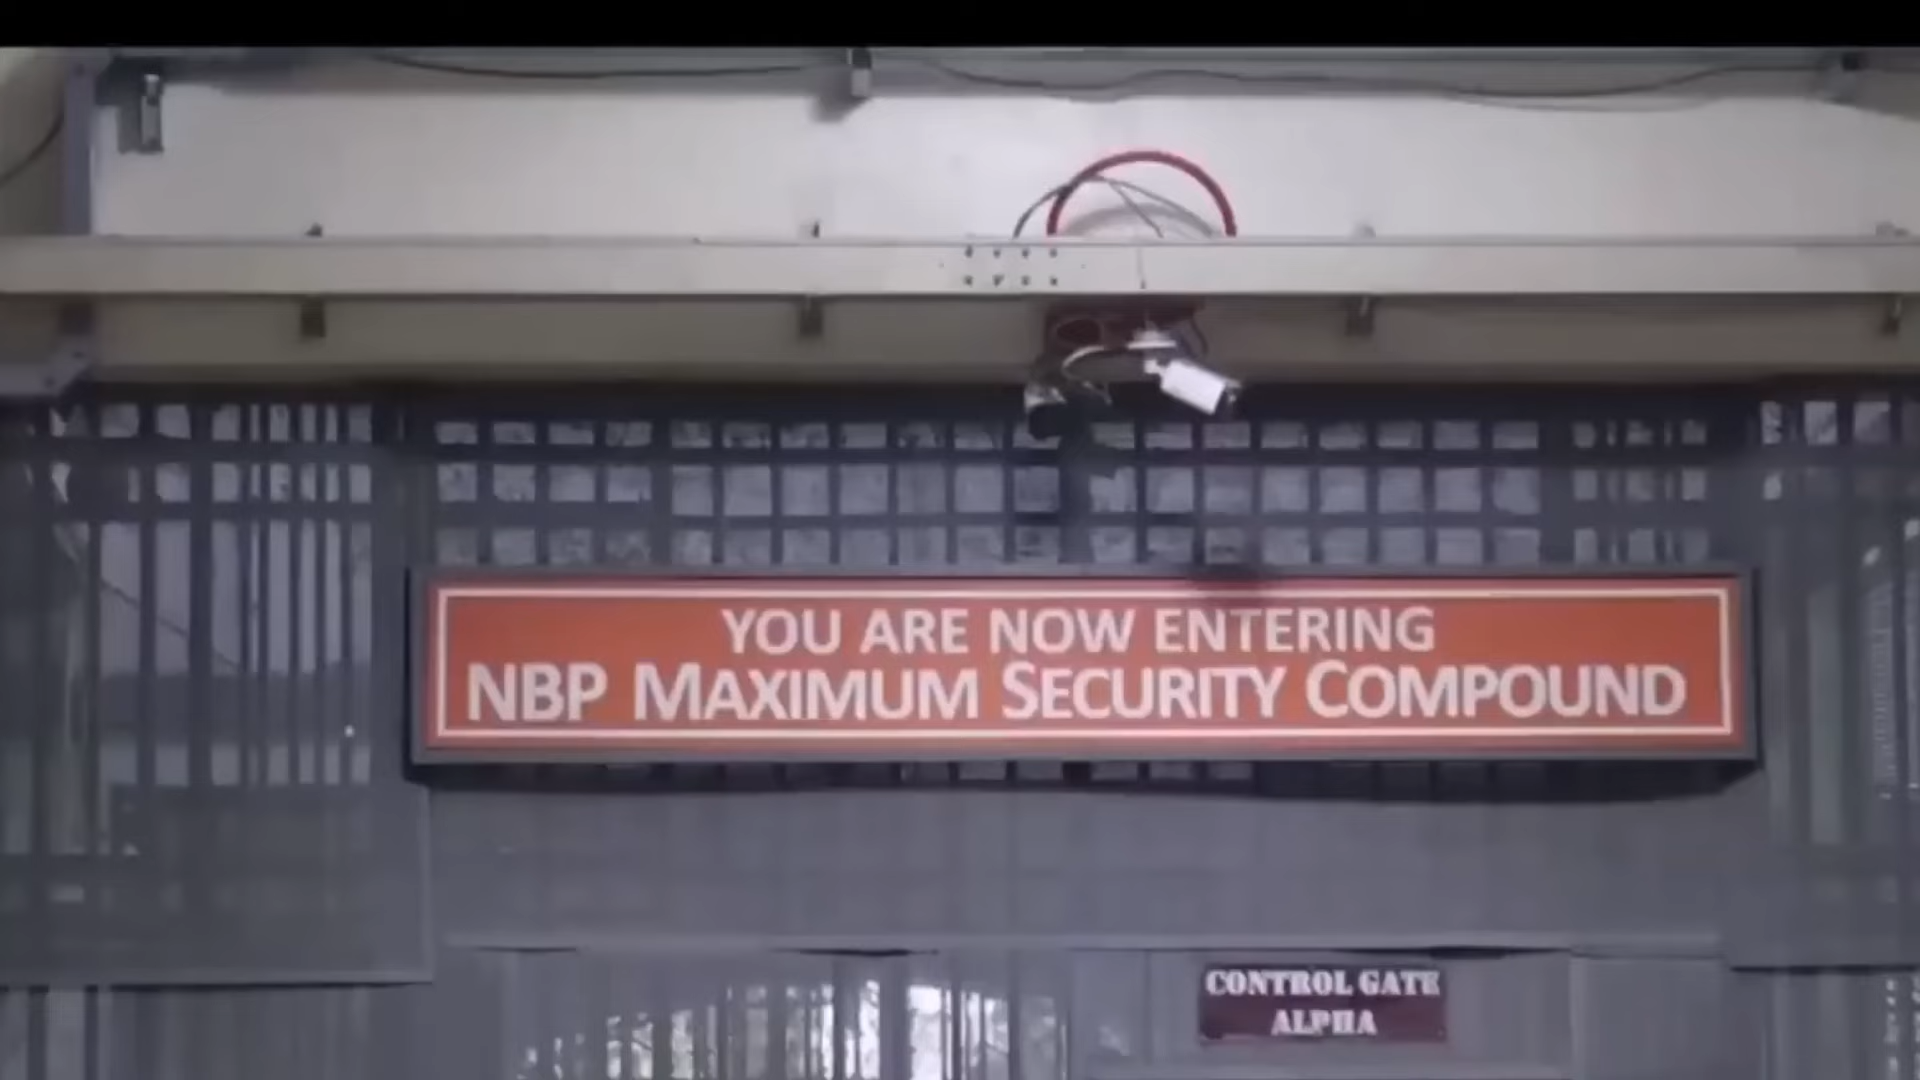 YOU ARE NOW ENTERING
NBP MAXIMUM SECURITY COMPOUND
CONTROL GATE
ALPHA